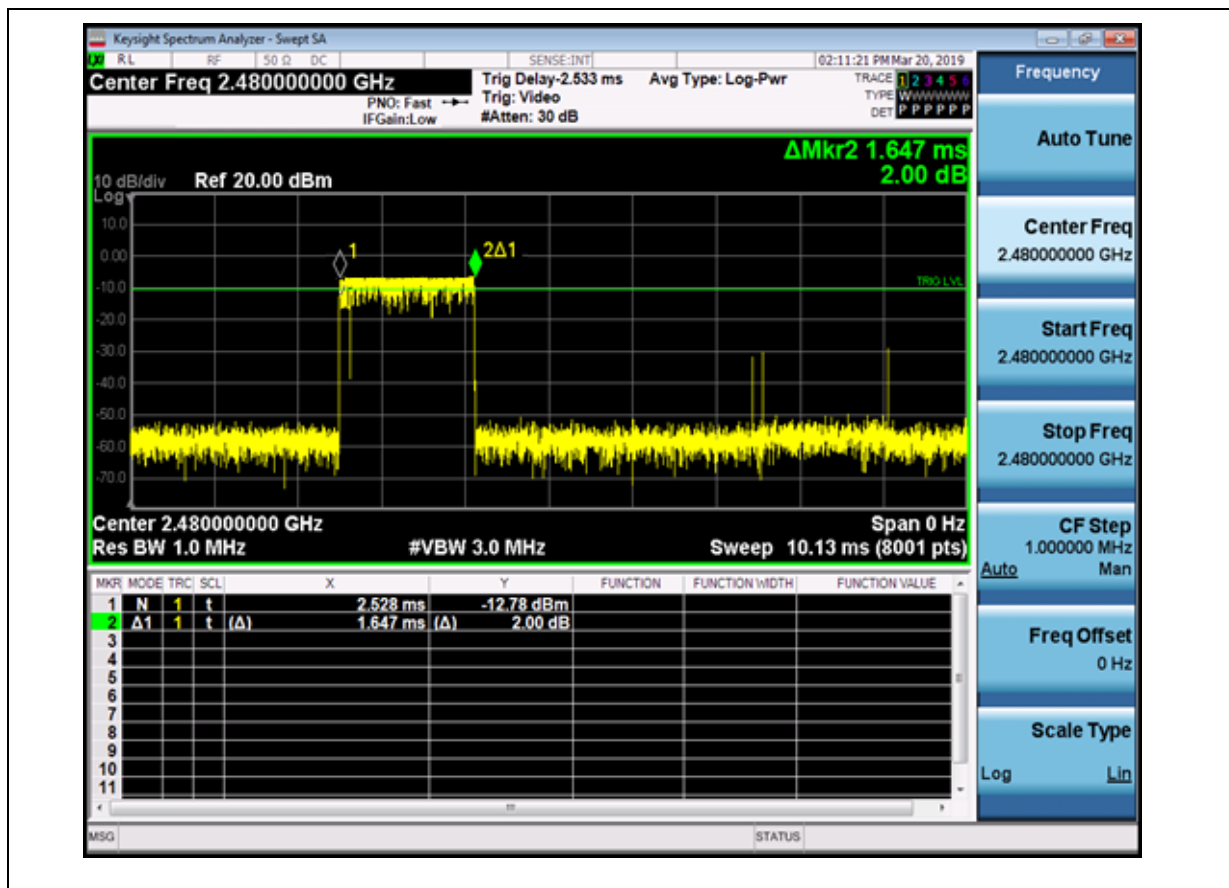 Keysight Spectrum Analyzer - Swept SA
RL RF 50 Ω DC SENSE:INT 02:11:21 PM Mar 20, 2019
Center Freq 2.480000000 GHz
PNO: Fast
IFGain:Low
Trig Delay-2.533 ms
Trig: Video
#Atten: 30 dB
Avg Type: Log-Pwr
TRACE 1 2 3 4 5 6
TYPE WWWWWW
DET P P P P P P
ΔMkr2 1.647 ms
2.00 dB
10 dB/div Ref 20.00 dBm
Log
10.0
0.00
-10.0
-20.0
-30.0
-40.0
-50.0
-60.0
-70.0
1
2Δ1
TRIG LVL
Center 2.480000000 GHz Span 0 Hz
Res BW 1.0 MHz #VBW 3.0 MHz Sweep 10.13 ms (8001 pts)
MKR MODE TRC SCL X Y FUNCTION FUNCTION WIDTH FUNCTION VALUE
1 N 1 t 2.528 ms -12.78 dBm
2 Δ1 1 t (Δ) 1.647 ms (Δ) 2.00 dB
3
4
5
6
7
8
9
10
11
MSG STATUS
Frequency
Auto Tune
Center Freq
2.480000000 GHz
Start Freq
2.480000000 GHz
Stop Freq
2.480000000 GHz
CF Step
1.000000 MHz
Auto Man
Freq Offset
0 Hz
Scale Type
Log Lin